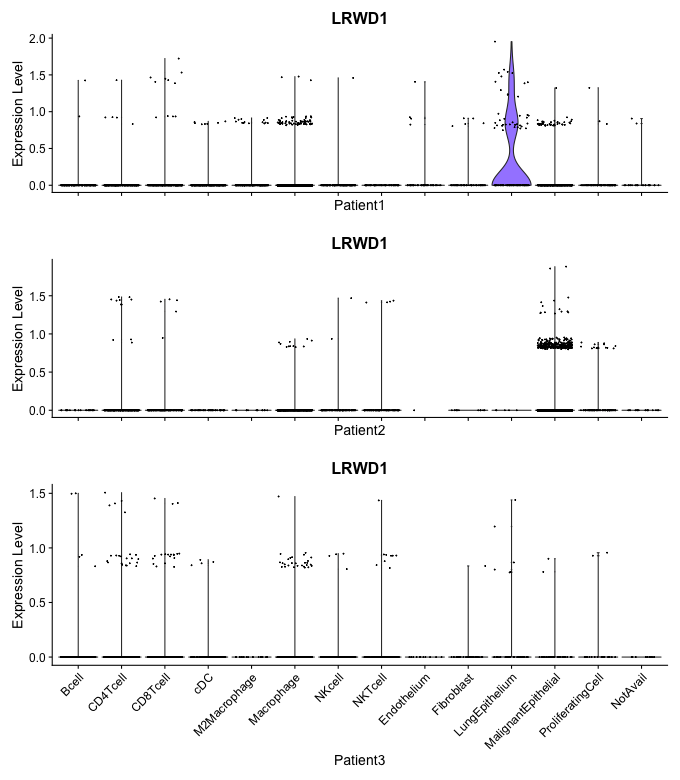 LRWD1
2.0
1.5
1.0
0.5
0.0
Expression Level
Patient1
LRWD1
1.5
1.0
0.5
0.0
Expression Level
Patient2
LRWD1
1.5
1.0
0.5
0.0
Expression Level
Bcell
CD4Tcell
CD8Tcell
cDC
M2Macrophage
Macrophage
NKcell
NKTcell
Endothelium
Fibroblast
LungEpithelium
MalignantEpithelial
ProliferatingCell
NotAvail
Patient3